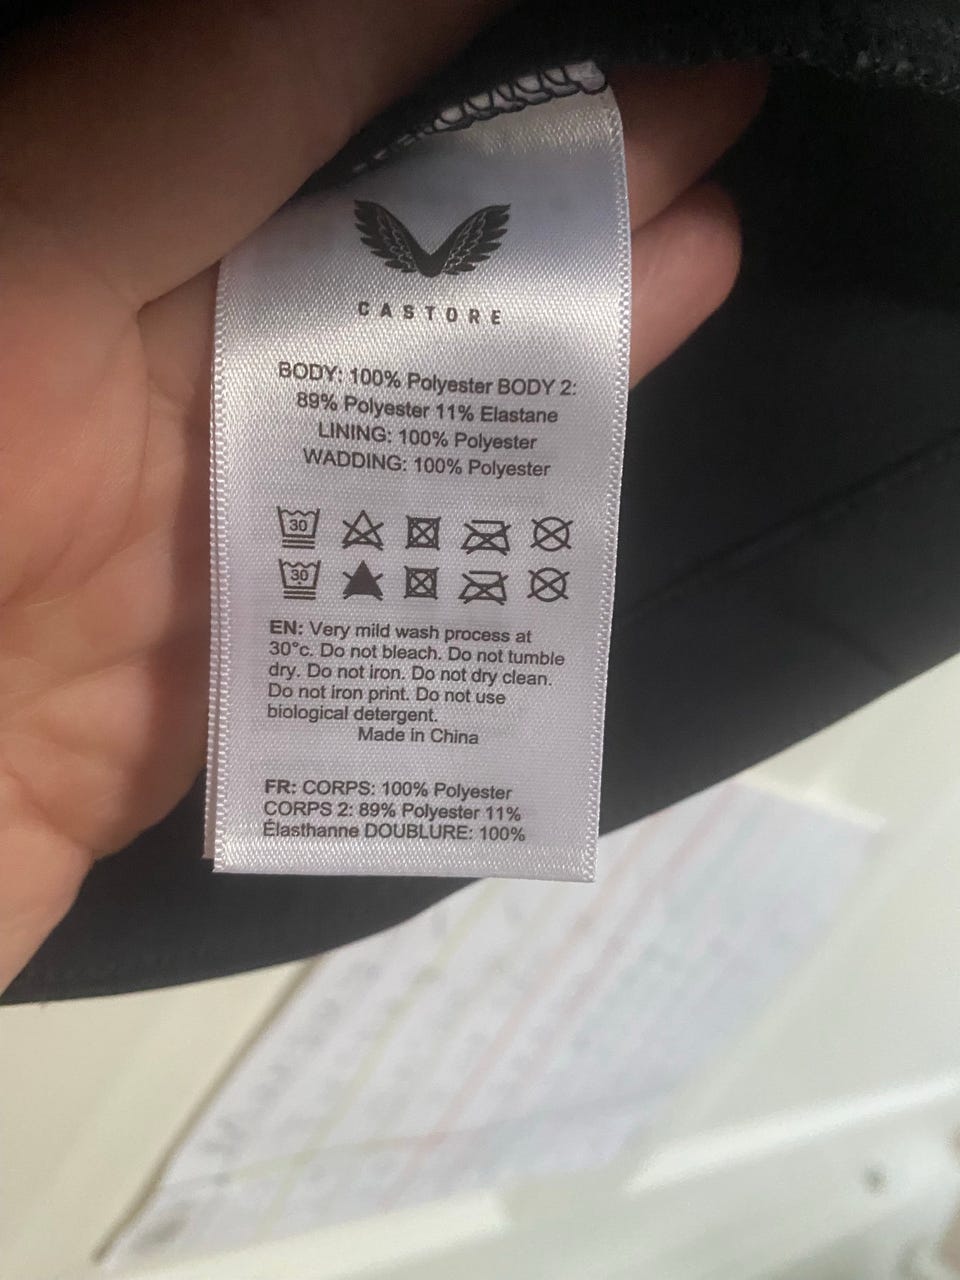 CASTORE
BODY: 100% Polyester BODY 2:
89% Polyester 11% Elastane
LINING: 100% Polyester
WADDING: 100% Polyester
30
30
EN: Very mild wash process at
30°c. Do not bleach. Do not tumble
dry. Do not iron. Do not dry clean.
Do not iron print. Do not use
biological detergent.
Made in China
FR: CORPS: 100% Polyester
CORPS 2: 89% Polyester 11%
Élasthanne DOUBLURE: 100%